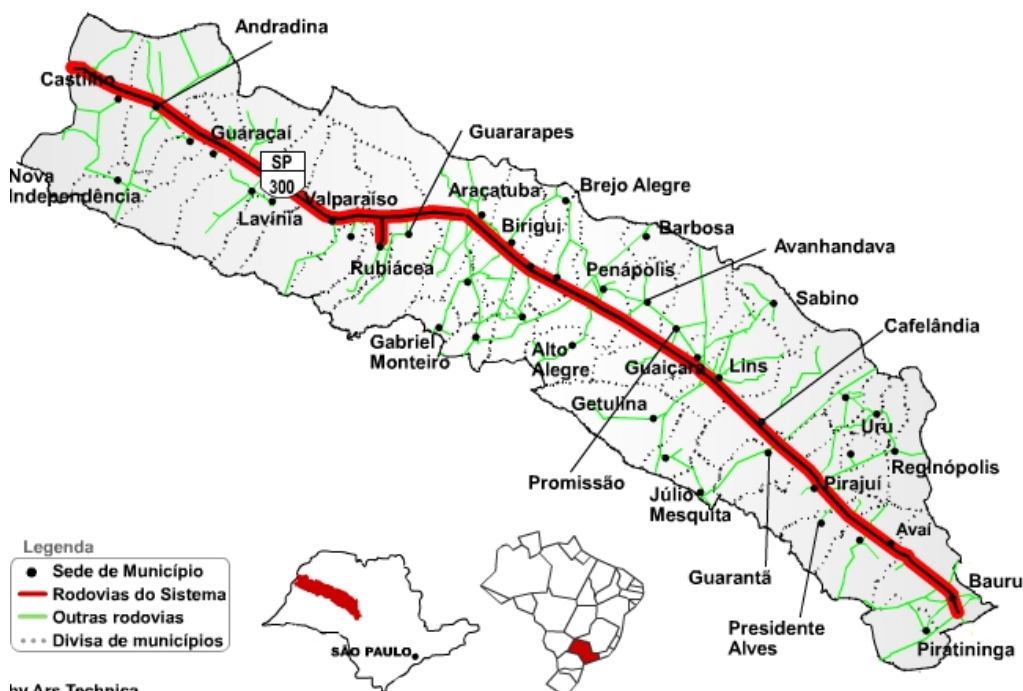 Andradina
Castilho
Guaraçaí
Guararapes
SP
300
Nova
Independência
Valparaíso
Araçatuba
Brejo Alegre
Lavínia
Birigui
Barbosa
Avanhandava
Rubiácea
Penápolis
Sabino
Cafelândia
Gabriel
Monteiro
Alto
Alegre
Guaiçara
Lins
Getulina
Uru
Reginópolis
Promissão
Pirajuí
Júlio
Mesquita
Avaí
Guarantã
Bauru
Presidente
Alves
Piratininga
Legenda
Sede de Município
Rodovias do Sistema
Outras rodovias
Divisa de municípios
SÃO PAULO
by Ars Technica